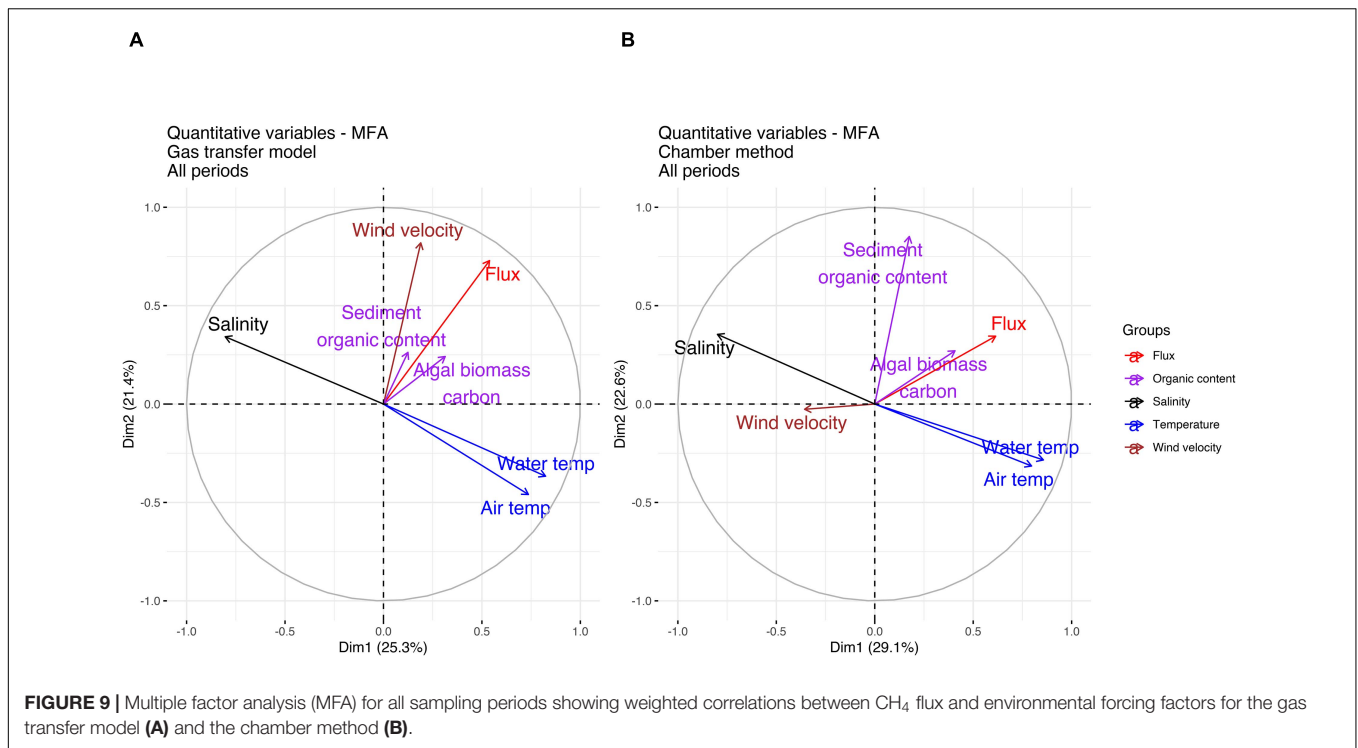 A
Quantitative variables - MFA
Gas transfer model
All periods
1.0
0.5
0.0
-0.5
-1.0
Dim2 (21.4%)
Wind velocity
Flux
Sediment
organic content
Salinity
Algal biomass
carbon
Water temp
Air temp
-1.0
-0.5
0.0
0.5
1.0
Dim1 (25.3%)
B
Quantitative variables - MFA
Chamber method
All periods
1.0
0.5
0.0
-0.5
-1.0
Dim2 (22.6%)
Sediment
organic content
Flux
Salinity
Algal biomass
carbon
Wind velocity
Water temp
Air temp
-1.0
-0.5
0.0
0.5
1.0
Dim1 (29.1%)
Groups
a Flux
a Organic content
a Salinity
a Temperature
a Wind velocity
FIGURE 9 | Multiple factor analysis (MFA) for all sampling periods showing weighted correlations between CH₄ flux and environmental forcing factors for the gas
transfer model (A) and the chamber method (B).